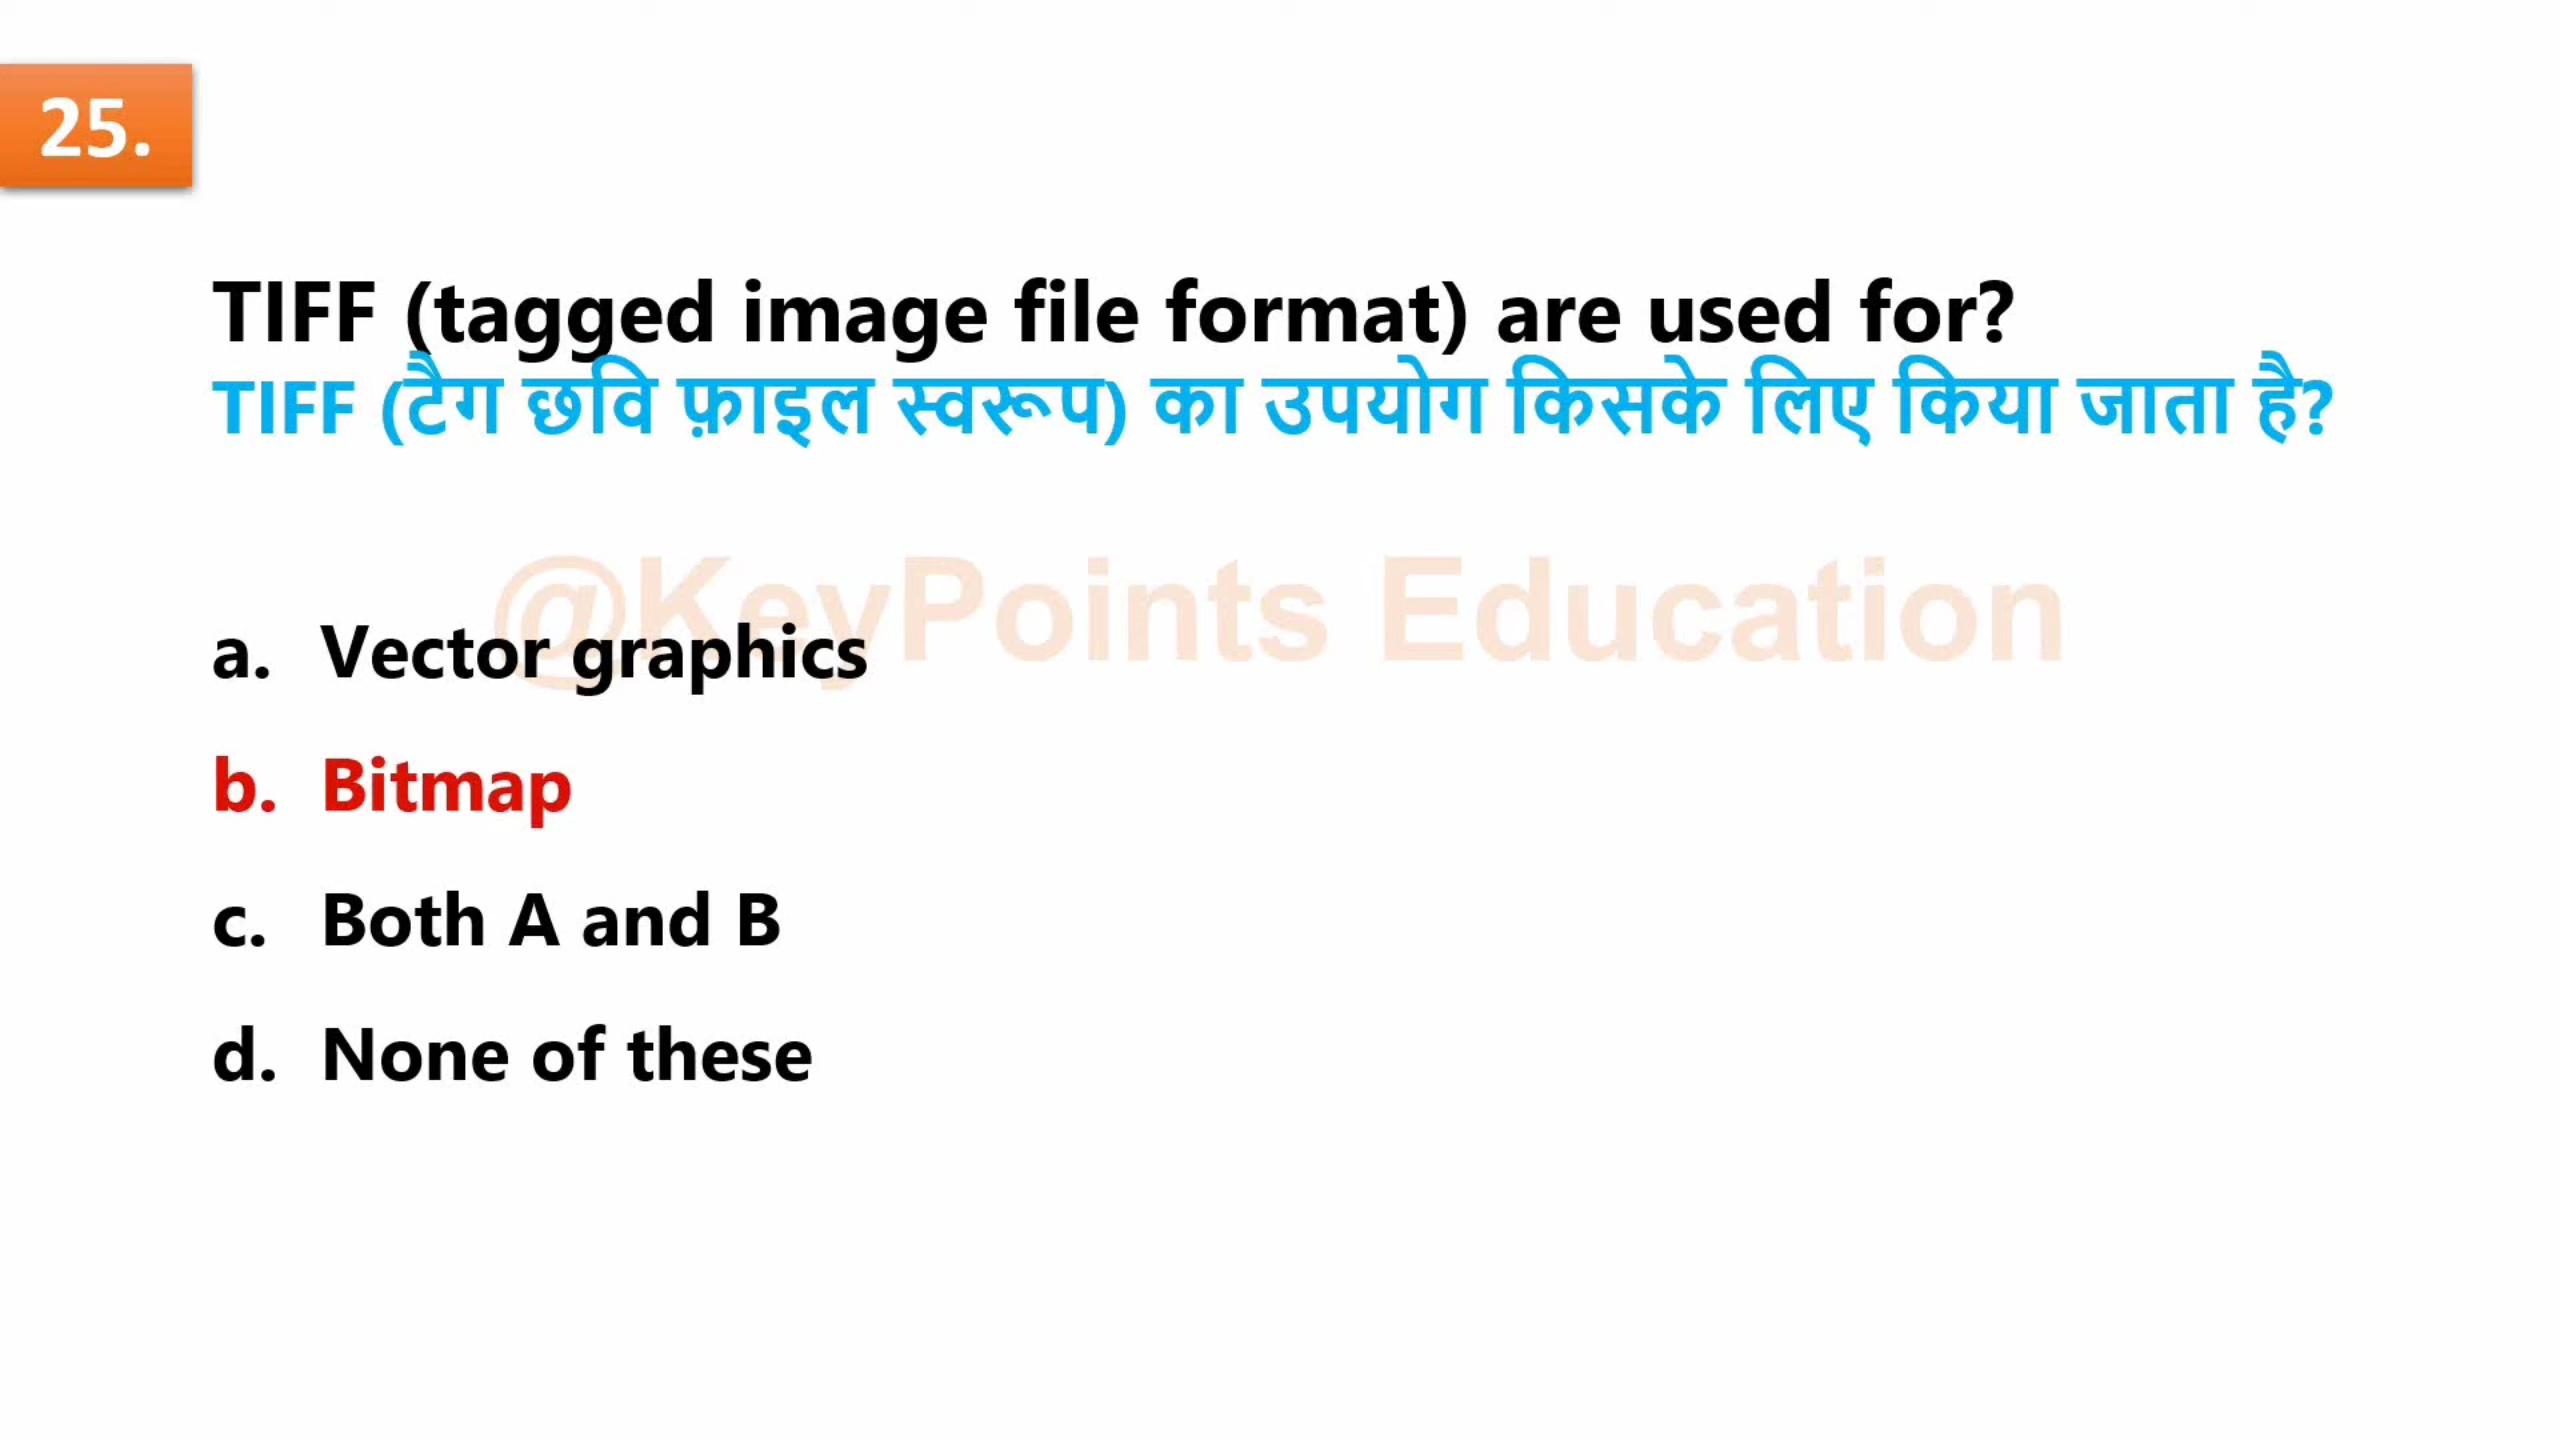 25.
TIFF (tagged image file format) are used for?
TIFF (टैग छवि फ़ाइल स्वरूप) का उपयोग किसके लिए किया जाता है?
@KeyPoints Education
a. Vector graphics
b. Bitmap
c. Both A and B
d. None of these